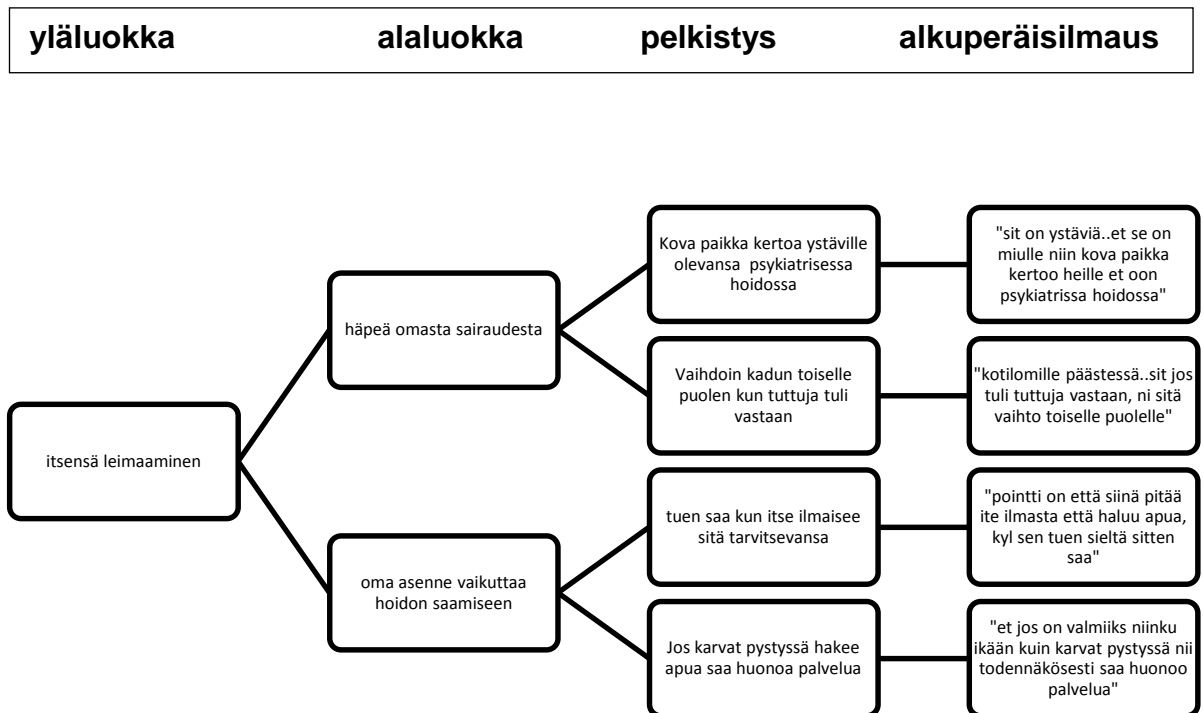 yläluokka alaluokka pelkistys alkuperäisilmaus
Kova paikka kertoa ystäville
olevansa psykiatrisessa
hoidossa
"sit on ystäviä..et se on
miulle niin kova paikka
kertoo heille et oon
psykiatrissa hoidossa"
häpeä omasta sairaudesta
Vaihdoin kadun toiselle
puolen kun tuttuja tuli
vastaan
"kotilomille päästessä..sit jos
tuli tuttuja vastaan, ni sitä
vaihto toiselle puolelle"
itsensä leimaaminen
tuen saa kun itse ilmaisee
sitä tarvitsevansa
"pointti on että siinä pitää
ite ilmasta että haluu apua,
kyl sen tuen sieltä sitten
saa"
oma asenne vaikuttaa
hoidon saamiseen
Jos karvat pystyssä hakee
apua saa huonoa palvelua
"et jos on valmiiks niinku
ikään kuin karvat pystyssä nii
todennäkösesti saa huonoo
palvelua"